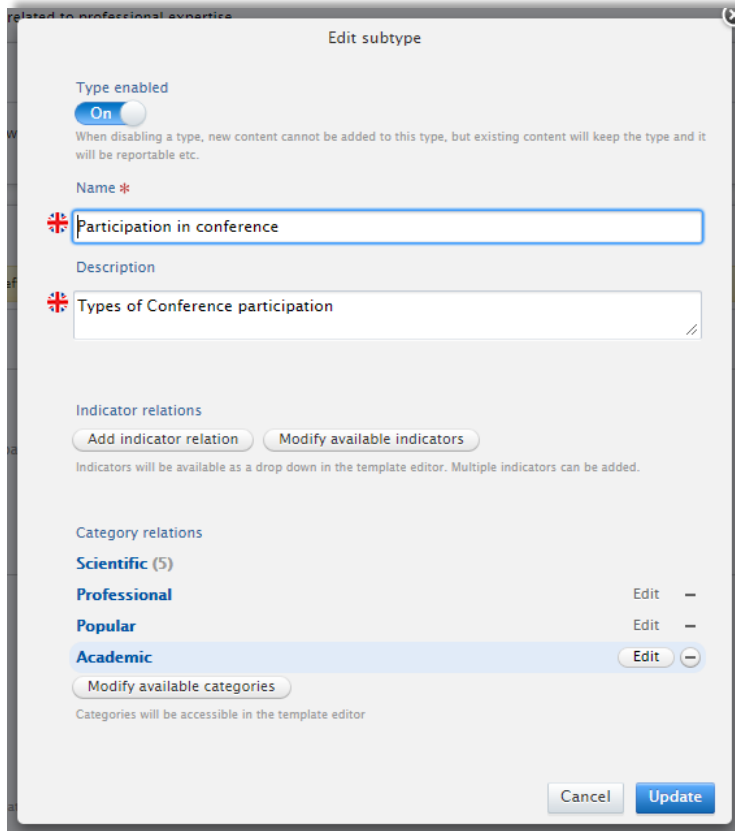 related to professional expertise
Edit subtype
Type enabled
On
When disabling a type, new content cannot be added to this type, but existing content will keep the type and it
will be reportable etc.
Name *
Participation in conference
Description
Types of Conference participation
Indicator relations
Add indicator relation Modify available indicators
Indicators will be available as a drop down in the template editor. Multiple indicators can be added.
Category relations
Scientific (5)
Professional Edit –
Popular Edit –
Academic Edit –
Modify available categories
Categories will be accessible in the template editor
Cancel Update